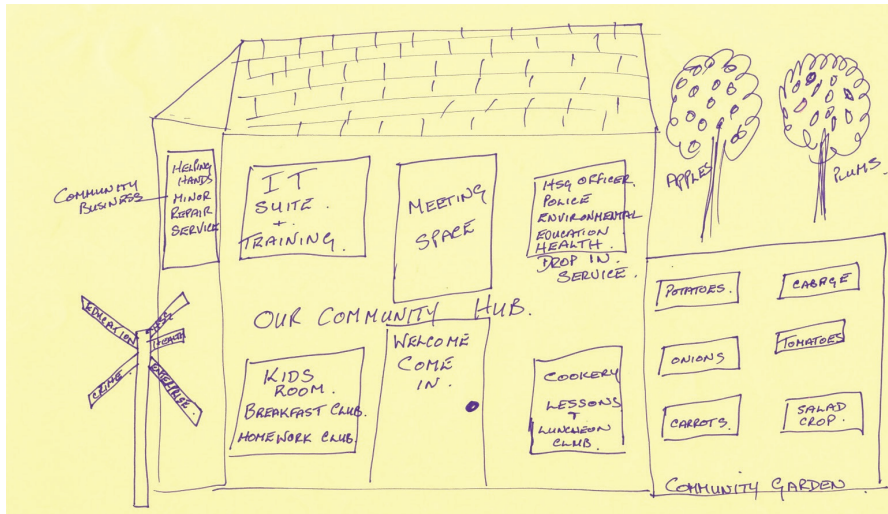 HELPING
HANDS
MINOR
REPAIR
SERVICE
COMMUNITY
BUSINESS
IT
SUITE.
+
TRAINING.
MEETING
SPACE
HSG OFFICER.
POLICE
ENVIRONMENTAL
EDUCATION
HEALTH.
DROP IN.
SERVICE.
APPLES
PLUMS.
OUR COMMUNITY HUB.
EDUCATION
HEALTH
CRIME
ENTERPRISE.
KIDS
ROOM.
BREAKFAST CLUB.
HOMEWORK CLUB.
WELCOME
COME
IN.
COOKERY
LESSONS
+
LUNCHEON
CLUB.
POTATOES.
CABAGE
ONIONS
TOMATOES
CARROTS.
SALAD
CROP.
COMMUNITY GARDEN